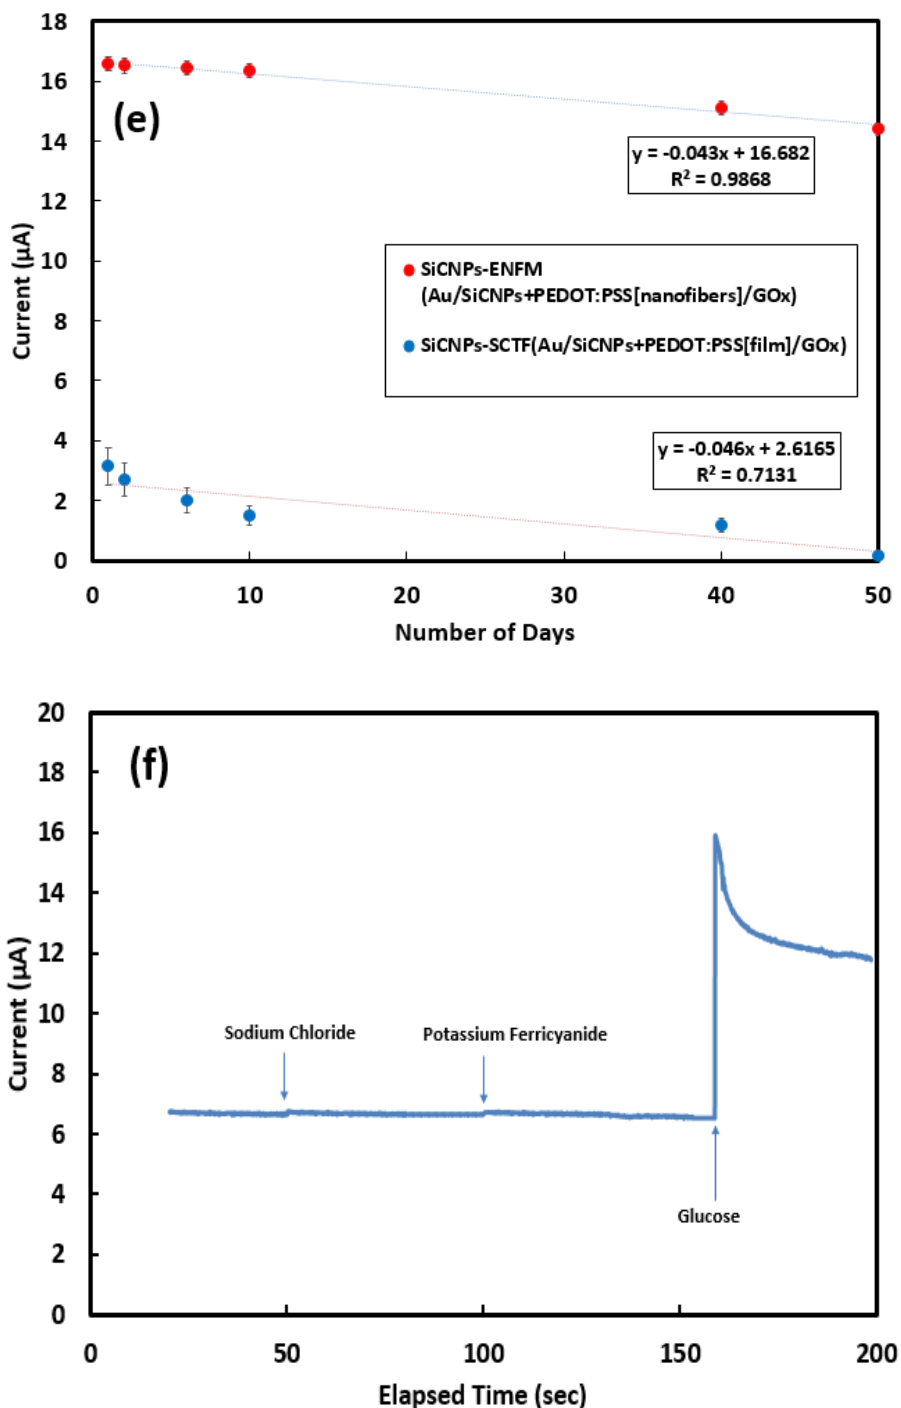 18
16
14
12
10
8
6
4
2
0
(e)
y = -0.043x + 16.682
R² = 0.9868
SiCNPs-ENFM
(Au/SiCNPs+PEDOT:PSS[nanofibers]/GOx)
SiCNPs-SCTF(Au/SiCNPs+PEDOT:PSS[film]/GOx)
y = -0.046x + 2.6165
R² = 0.7131
Current (µA)
0 10 20 30 40 50
Number of Days
20
18
16
14
12
10
8
6
4
2
0
(f)
Sodium Chloride
Potassium Ferricyanide
Glucose
Current (µA)
0 50 100 150 200
Elapsed Time (sec)